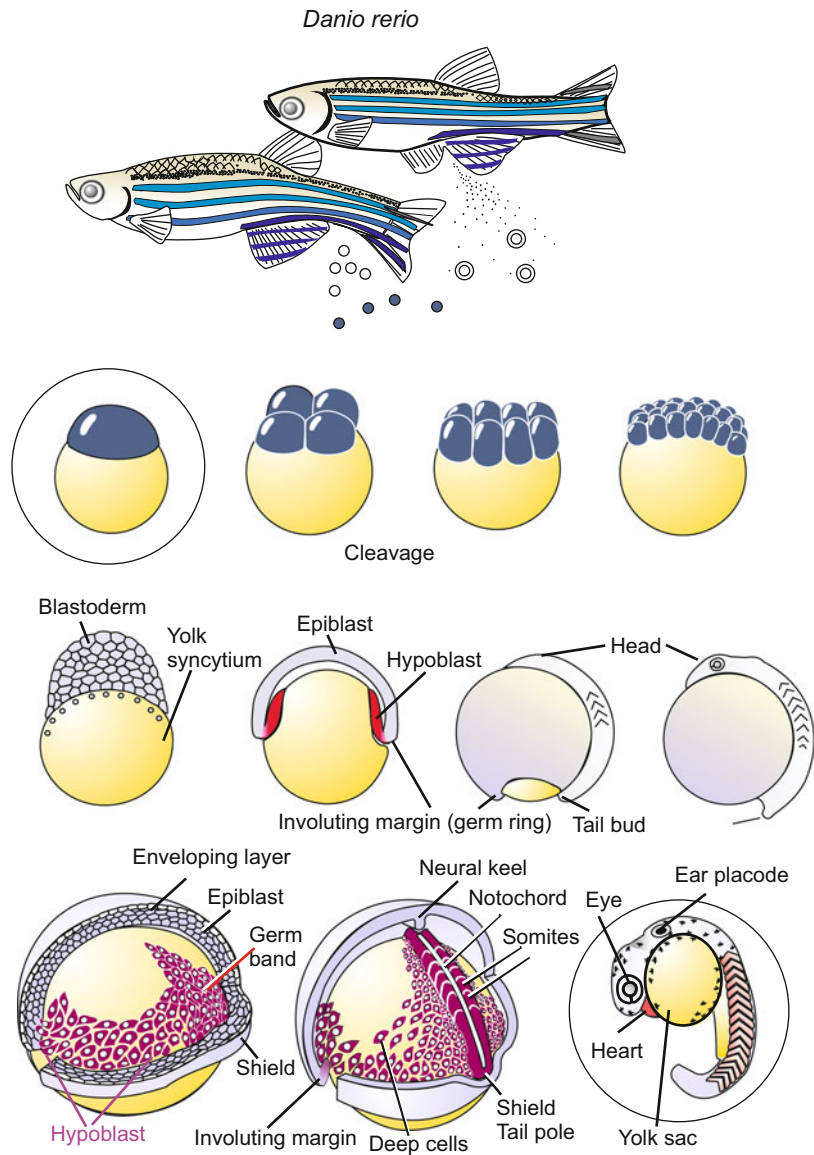 Danio rerio
Cleavage
Blastoderm
Yolk
syncytium
Epiblast
Hypoblast
Head
Involuting margin (germ ring)
Tail bud
Enveloping layer
Epiblast
Germ
band
Shield
Hypoblast
Neural keel
Notochord
Somites
Involuting margin
Deep cells
Shield
Tail pole
Ear placode
Eye
Heart
Yolk sac